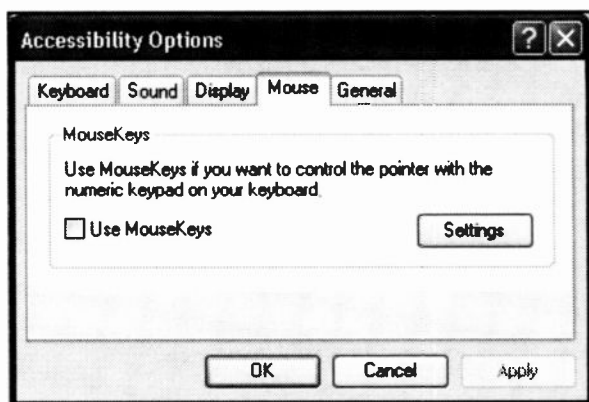 Accessibility Options
Keyboard Sound Display Mouse General
MouseKeys
Use MouseKeys if you want to control the pointer with the
numeric keypad on your keyboard.
Use MouseKeys Settings
OK Cancel Apply